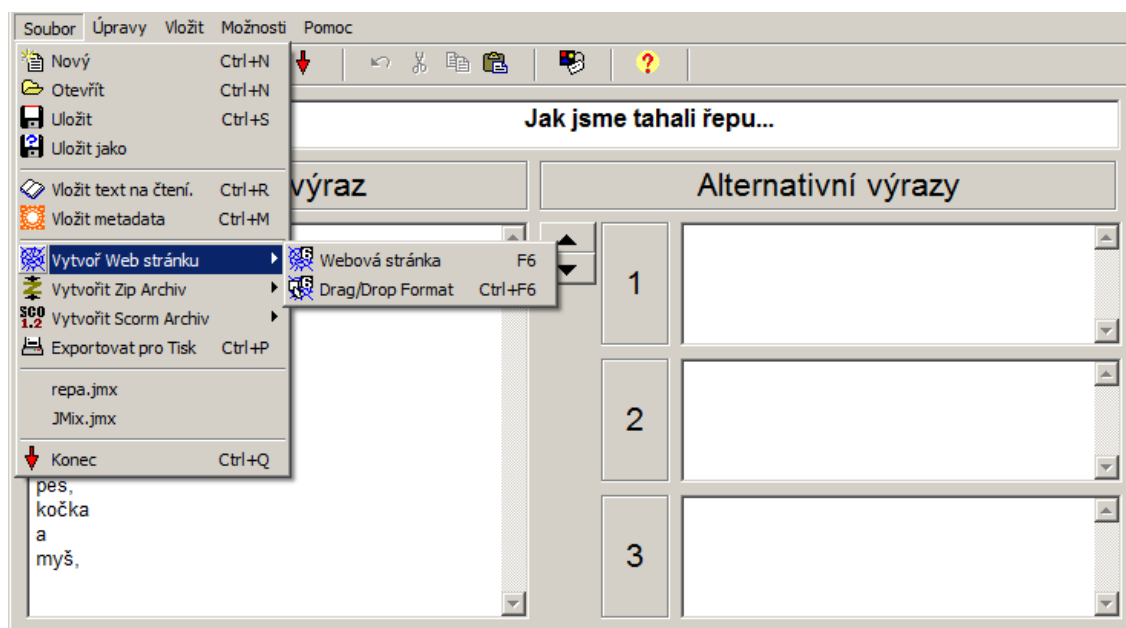 Soubor Úpravy Vložit Možnosti Pomoc
Nový Ctrl+N
Otevřít Ctrl+N
Uložit Ctrl+S
Uložit jako
Vložit text na čtení. Ctrl+R
Vložit metadata Ctrl+M
Vytvoř Web stránku
Vytvořit Zip Archiv
SCO 1.2 Vytvořit Scorm Archiv
Exportovat pro Tisk Ctrl+P
repa.jmx
JMix.jmx
Konec Ctrl+Q
Webová stránka F6
Drag/Drop Format Ctrl+F6
?
Jak jsme tahali řepu...
výraz
Alternativní výrazy
pes,
kočka
a
myš,
1
2
3